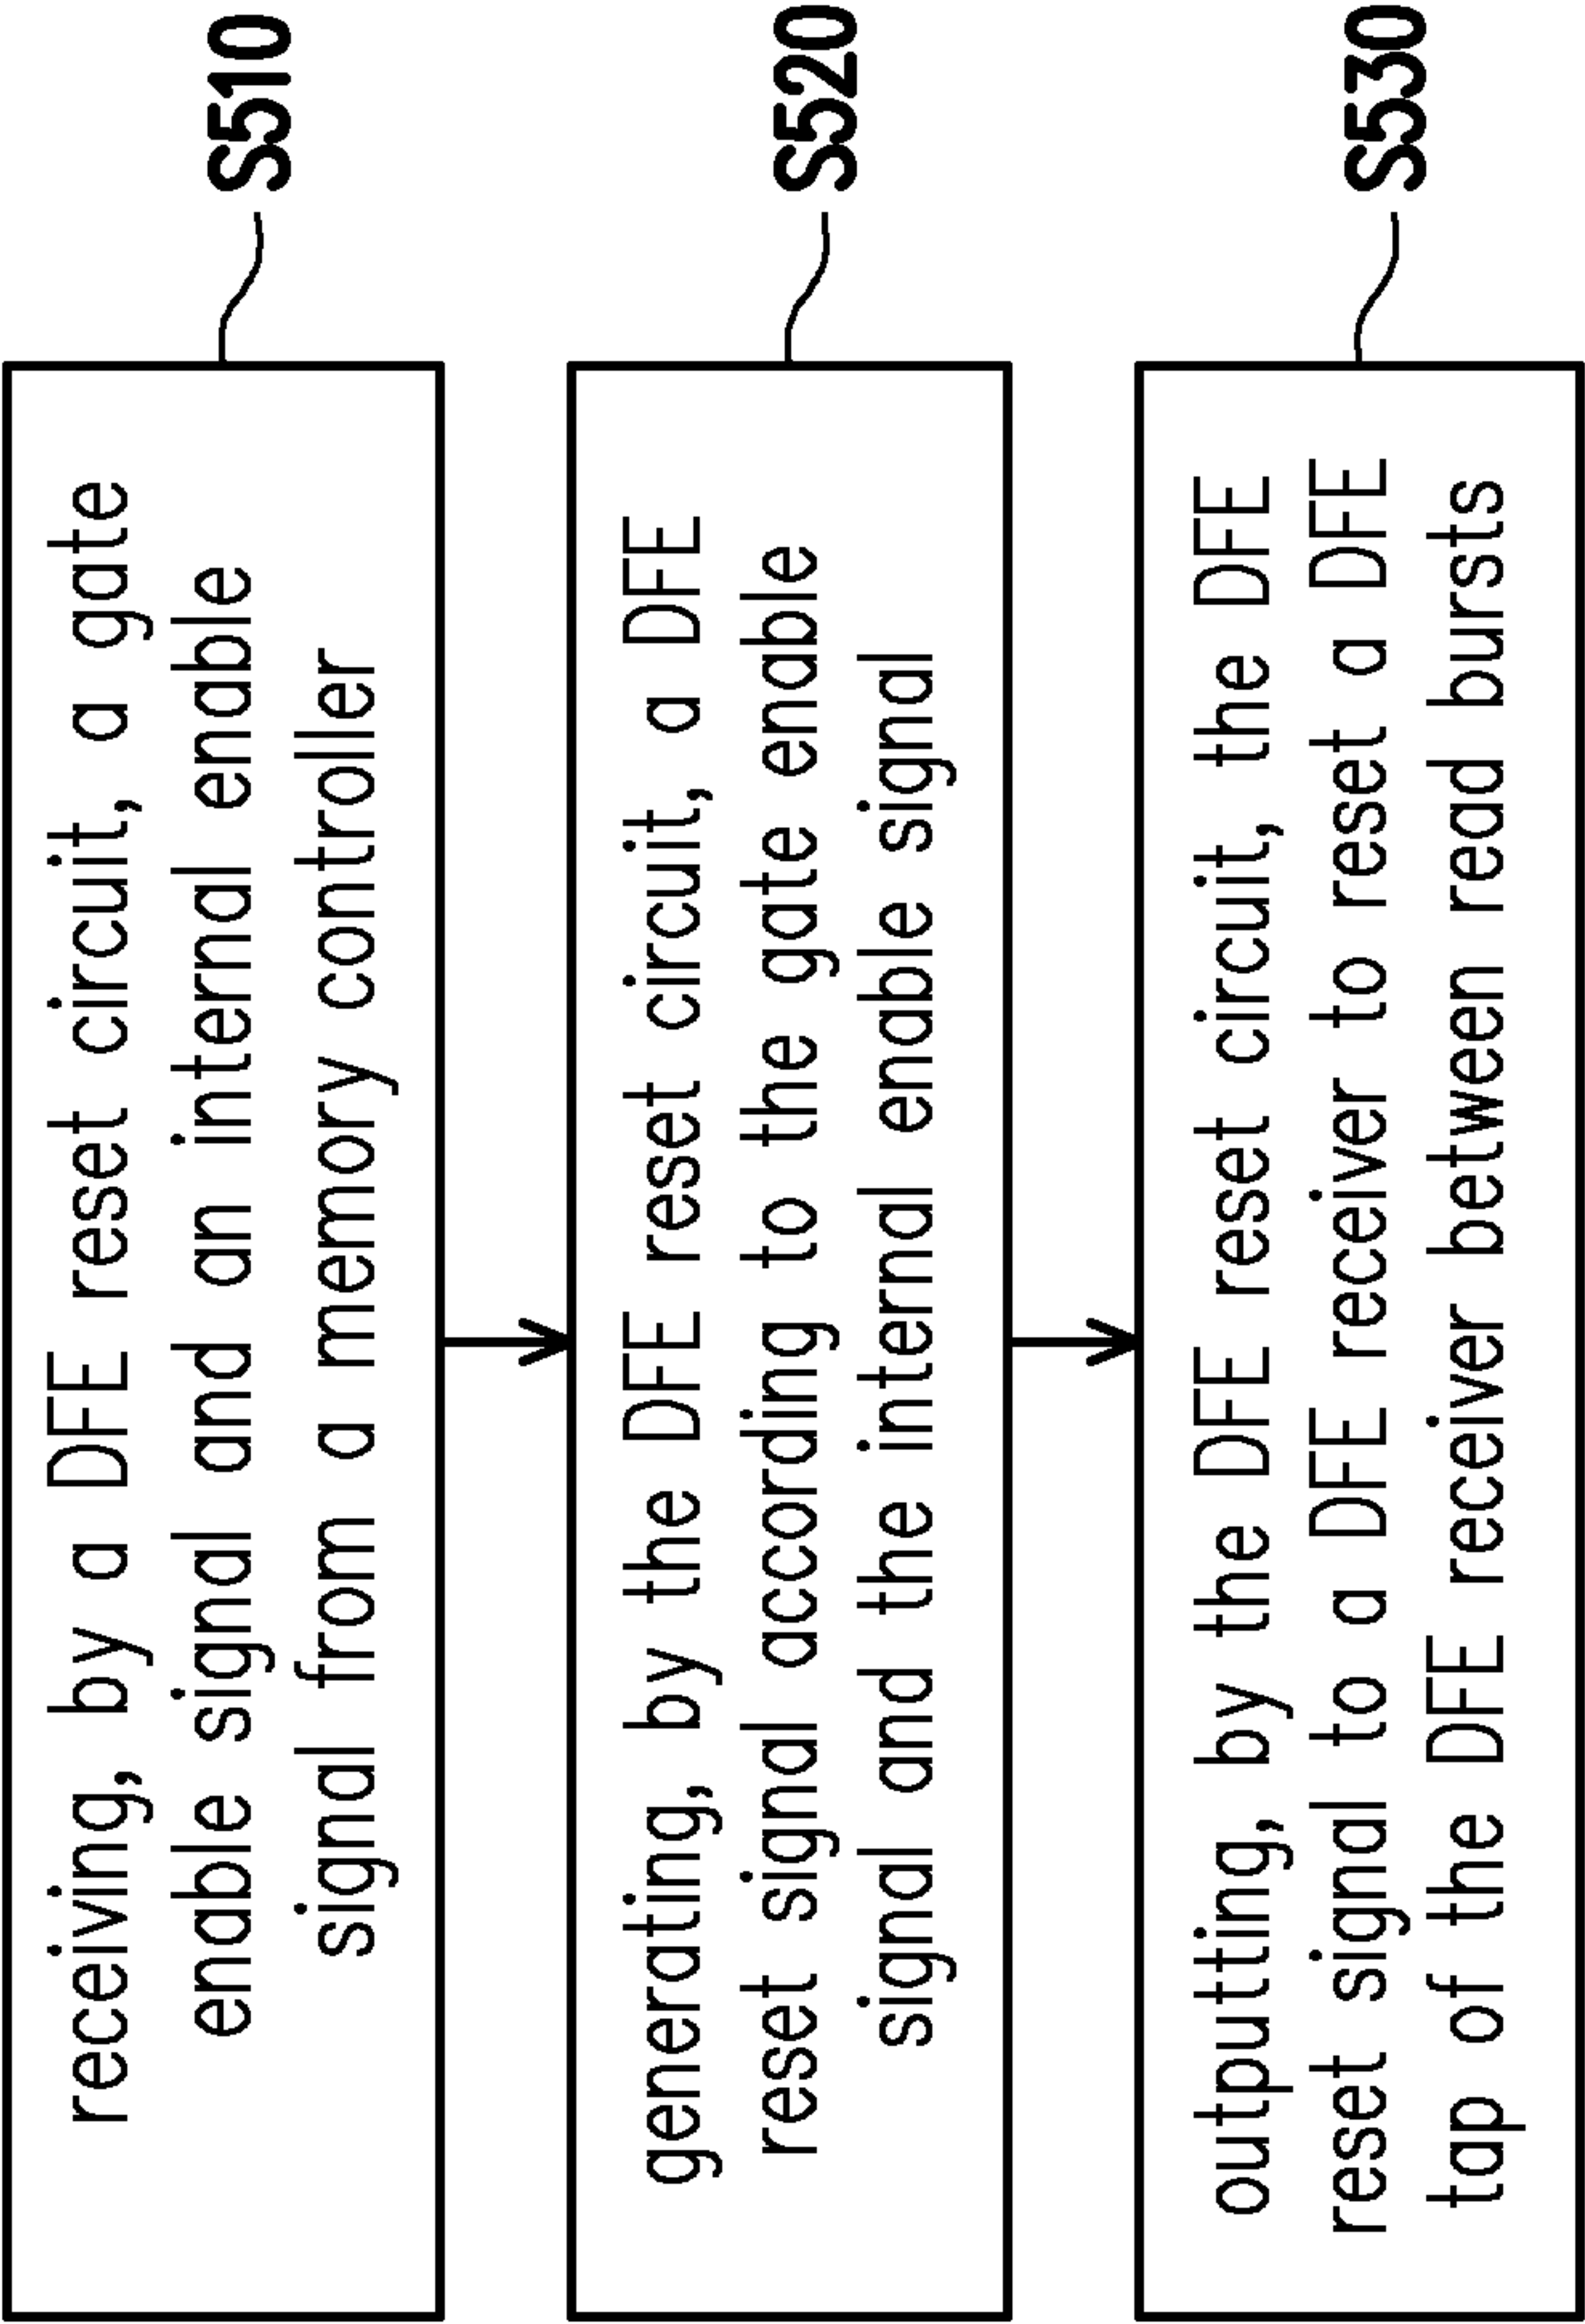 receiving, by a DFE reset circuit, a gate
enable signal and an internal enable
signal from a memory controller
S510
generating, by the DFE reset circuit, a DFE
reset signal according to the gate enable
signal and the internal enable signal
S520
outputting, by the DFE reset circuit, the DFE
reset signal to a DFE receiver to reset a DFE
tap of the DFE receiver between read bursts
S530